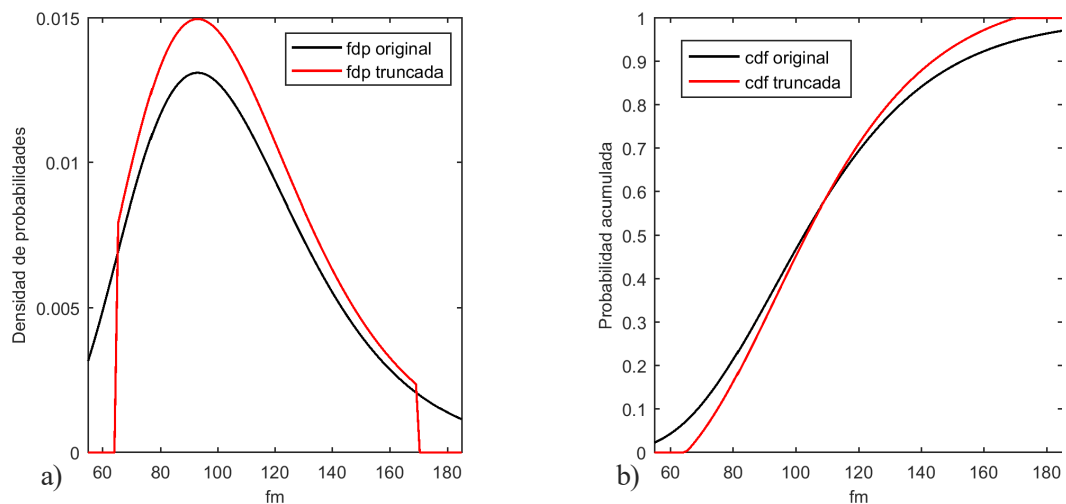 0.015
0.01
0.005
0
Densidad de probabilidades
fdp original
fdp truncada
60 80 100 120 140 160 180
fm
a)
1
0.9
0.8
0.7
0.6
0.5
0.4
0.3
0.2
0.1
0
Probabilidad acumulada
cdf original
cdf truncada
60 80 100 120 140 160 180
fm
b)